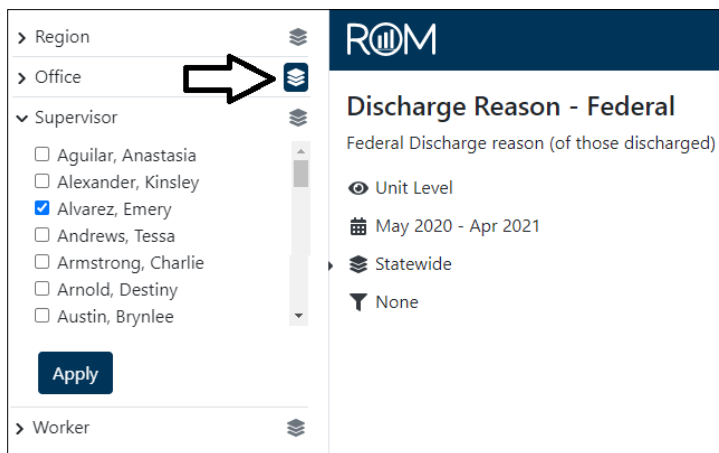 Region
Office
Supervisor
Aguilar, Anastasia
Alexander, Kinsley
Alvarez, Emery
Andrews, Tessa
Armstrong, Charlie
Arnold, Destiny
Austin, Brynlee
Apply
Worker
ROM
Discharge Reason - Federal
Federal Discharge reason (of those discharged)
Unit Level
May 2020 - Apr 2021
Statewide
None